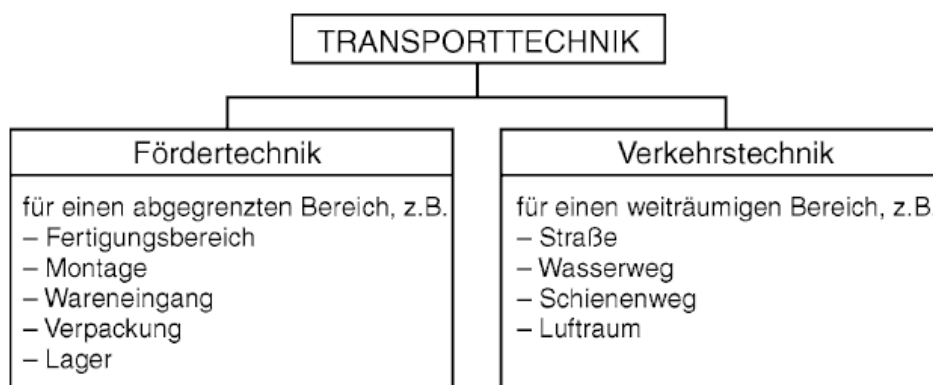 TRANSPORTTECHNIK
Fördertechnik
für einen abgegrenzten Bereich, z.B.
– Fertigungsbereich
– Montage
– Wareneingang
– Verpackung
– Lager
Verkehrstechnik
für einen weiträumigen Bereich, z.B.
– Straße
– Wasserweg
– Schienenweg
– Luftraum